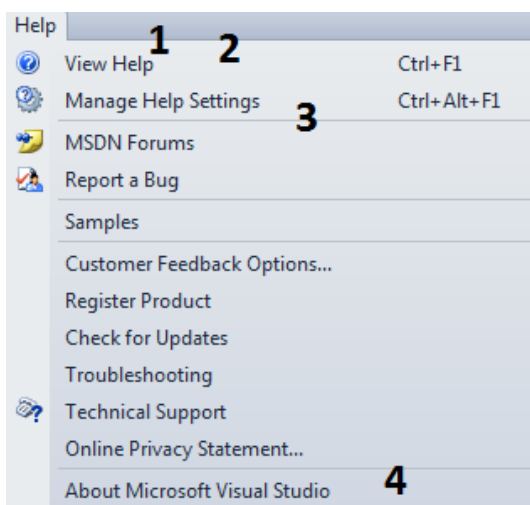 Help
1 2
View Help Ctrl+F1
Manage Help Settings Ctrl+Alt+F1
3
MSDN Forums
Report a Bug
Samples
Customer Feedback Options...
Register Product
Check for Updates
Troubleshooting
Technical Support
Online Privacy Statement...
About Microsoft Visual Studio 4